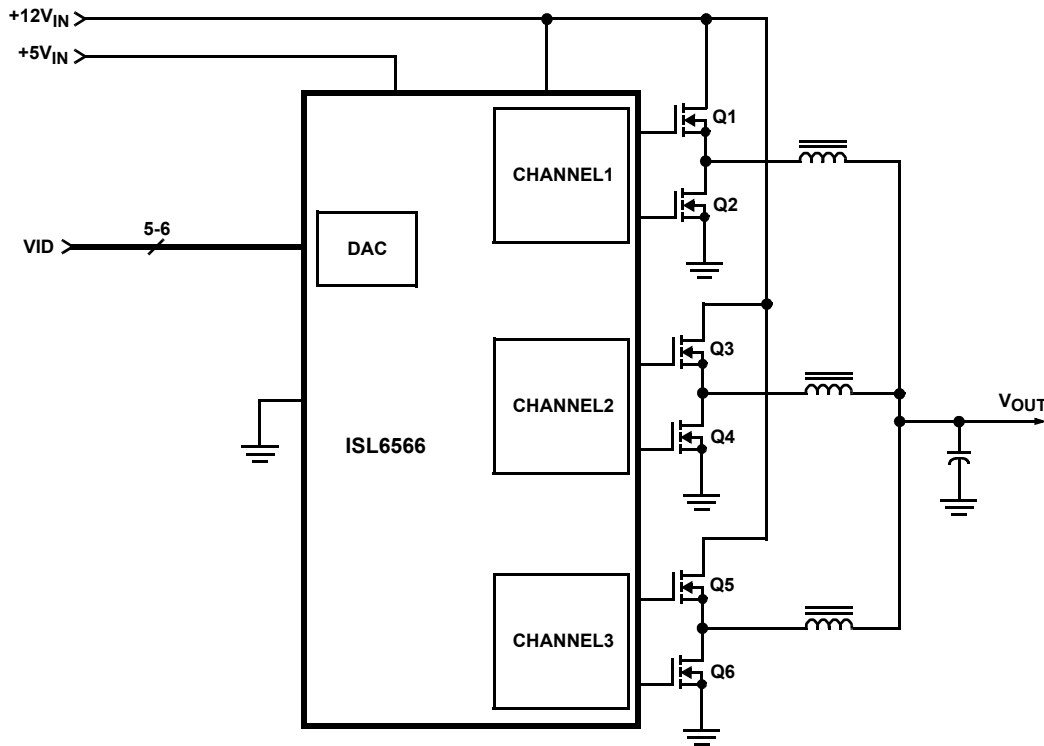 +12VIN
+5VIN
Q1
CHANNEL1
Q2
5-6
VID
DAC
Q3
CHANNEL2
VOUT
Q4
ISL6566
Q5
CHANNEL3
Q6